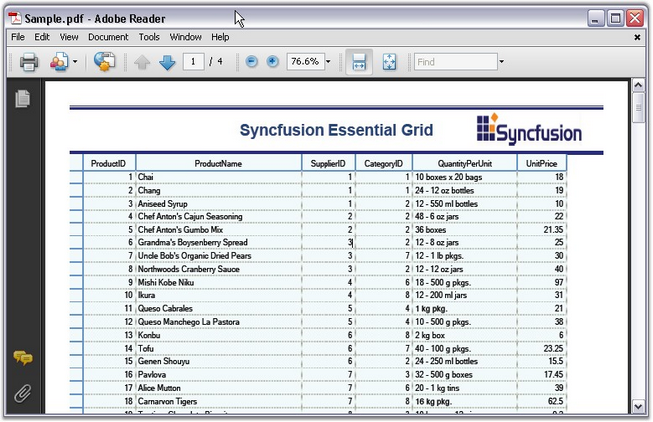 Sample.pdf - Adobe Reader
File Edit View Document Tools Window Help
1 / 4 76.6% Find
Syncfusion Essential Grid Syncfusion
ProductID ProductName SupplierID CategoryID QuantityPerUnit UnitPrice
1 Chai 1 1 10 boxes x 20 bags 18
2 Chang 1 1 24 - 12 oz bottles 19
3 Aniseed Syrup 1 2 12 - 550 ml bottles 10
4 Chef Anton's Cajun Seasoning 2 2 48 - 6 oz jars 22
5 Chef Anton's Gumbo Mix 2 2 36 boxes 21.35
6 Grandma's Boysenberry Spread 3 2 12 - 8 oz jars 25
7 Uncle Bob's Organic Dried Pears 3 7 12 - 1 lb pkgs. 30
8 Northwoods Cranberry Sauce 3 2 12 - 12 oz jars 40
9 Mishi Kobe Niku 4 6 18 - 500 g pkgs. 97
10 Ikura 4 8 12 - 200 ml jars 31
11 Queso Cabrales 5 4 1 kg pkg. 21
12 Queso Manchego La Pastora 5 4 10 - 500 g pkgs. 38
13 Konbu 6 8 2 kg box 6
14 Tofu 6 7 40 - 100 g pkgs. 23.25
15 Genen Shouyu 6 2 24 - 250 ml bottles 15.5
16 Pavlova 7 3 32 - 500 g boxes 17.45
17 Alice Mutton 7 6 20 - 1 kg tins 39
18 Carnarvon Tigers 7 8 16 kg pkg. 62.5